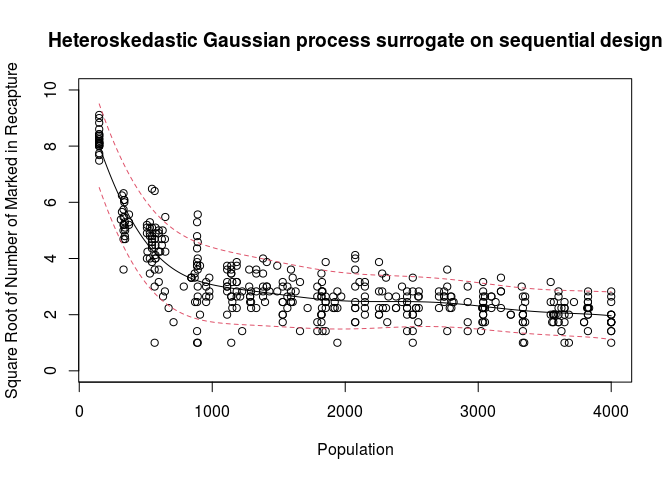 Heteroskedastic Gaussian process surrogate on sequential design
Square Root of Number of Marked in Recapture
10
8
6
4
2
0
0 1000 2000 3000 4000
Population